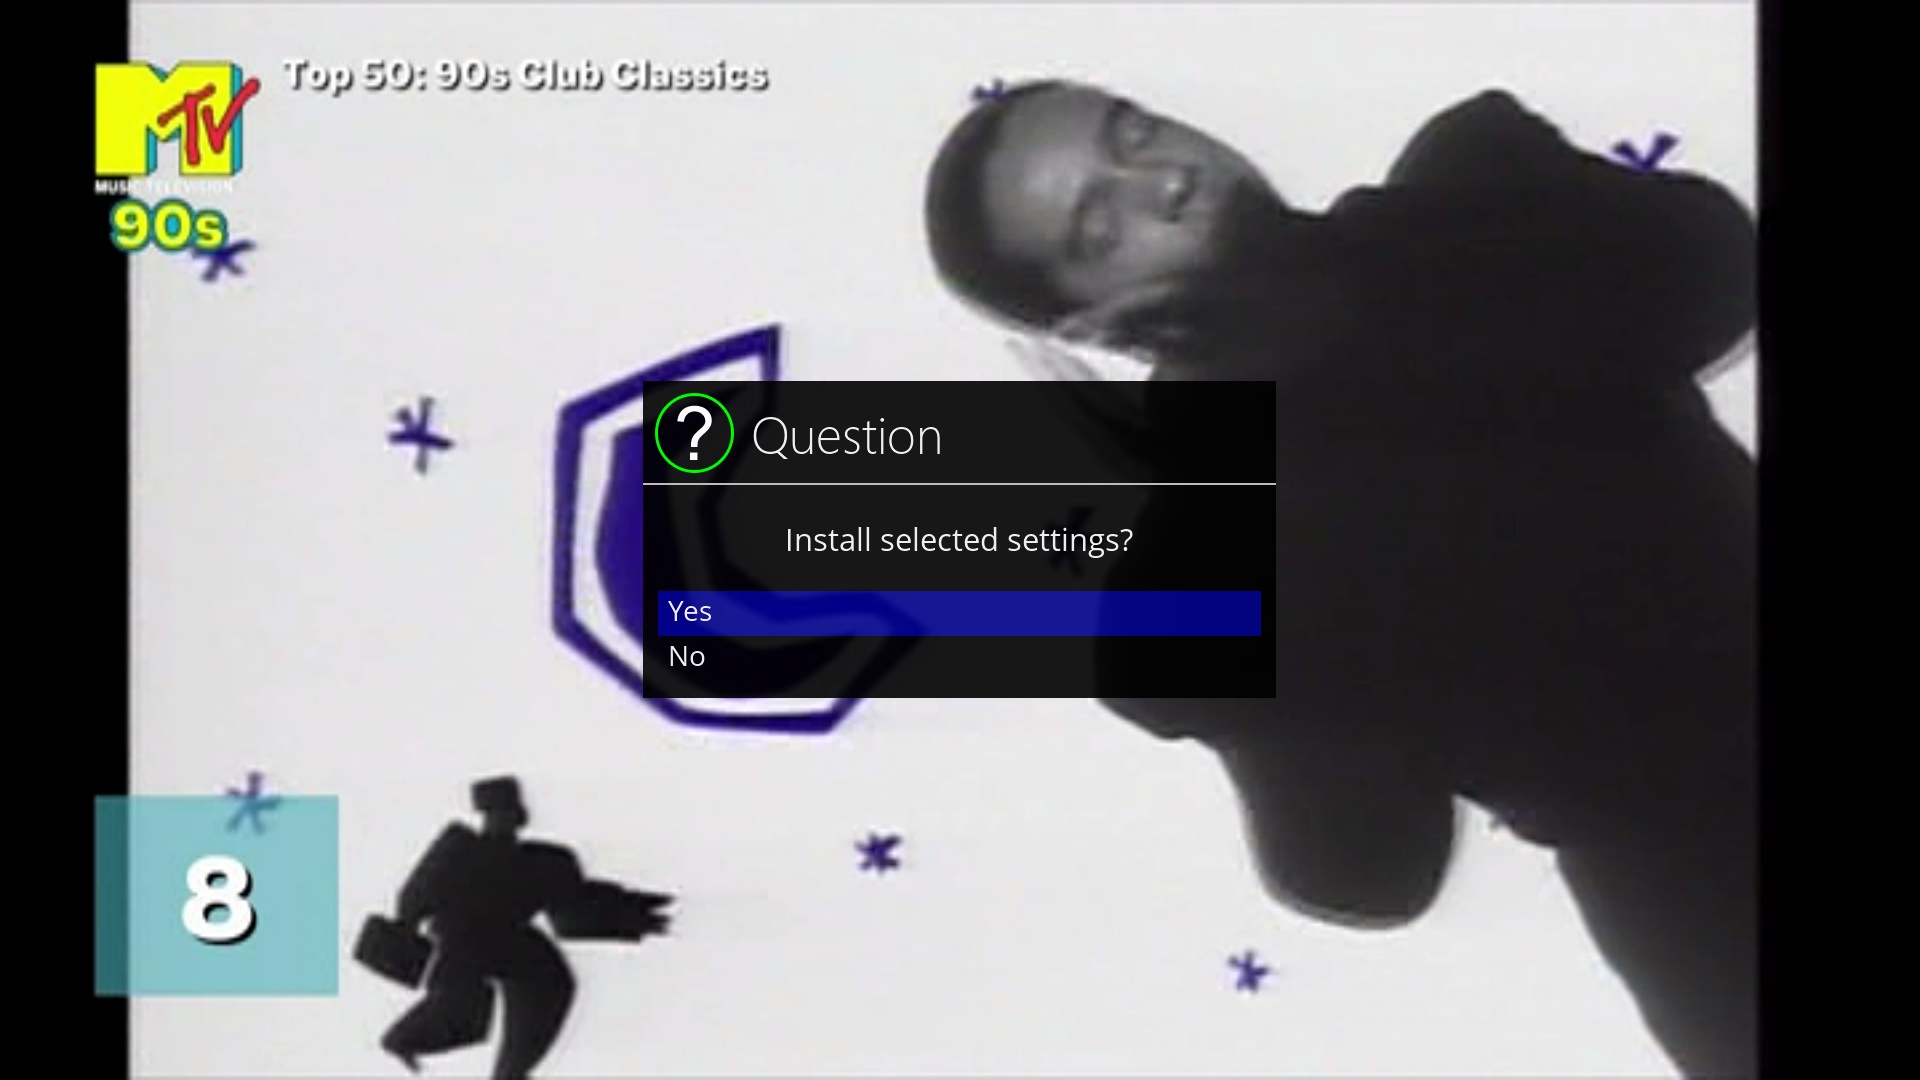 Top 50: 90s Club Classics
MTV
MUSIC TELEVISION
90s
?
Question
Install selected settings?
Yes
No
8